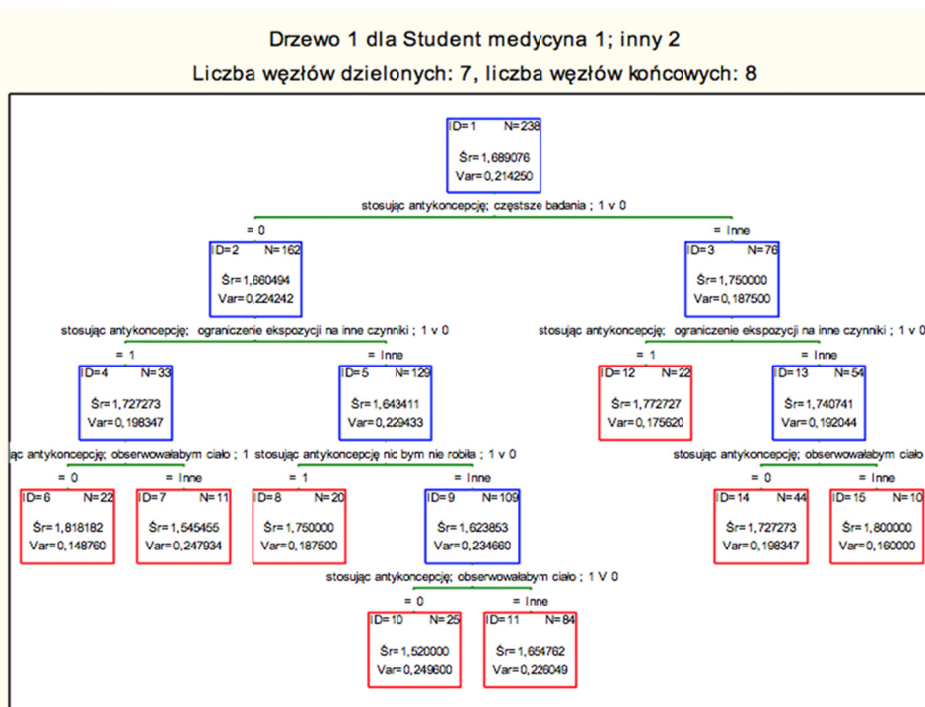 Drzewo 1 dla Student medycyna 1; inny 2
Liczba węzłów dzielonych: 7, liczba węzłów końcowych: 8
ID=1 N=238
Śr=1,689076
Var=0,214250
stosując antykoncepcję; częstsze badania ; 1 v 0
= 0 = Inne
ID=2 N=162 ID=3 N=76
Śr=1,660494 Śr=1,750000
Var=0,224242 Var=0,187500
stosując antykoncepcję; ograniczenie ekspozycji na inne czynniki ; 1 v 0 stosując antykoncepcję; ograniczenie ekspozycji na inne czynniki ; 1 v 0
= 1 = Inne = 1 = Inne
ID=4 N=33 ID=5 N=129 ID=12 N=22 ID=13 N=54
Śr=1,727273 Śr=1,643411 Śr=1,772727 Śr=1,740741
Var=0,198347 Var=0,229433 Var=0,175620 Var=0,192044
ąc antykoncepcję; obserwowałabym ciało ; 1 stosując antykoncepcję nic bym nie robiła ; 1 v 0 stosując antykoncepcję; obserwowałabym ciało
= 0 = Inne = 1 = Inne = 0 = Inne
ID=6 N=22 ID=7 N=11 ID=8 N=20 ID=9 N=109 ID=14 N=44 ID=15 N=10
Śr=1,818182 Śr=1,545455 Śr=1,750000 Śr=1,623853 Śr=1,727273 Śr=1,800000
Var=0,148760 Var=0,247934 Var=0,187500 Var=0,234660 Var=0,198347 Var=0,160000
stosując antykoncepcję; obserwowałabym ciało ; 1 V 0
= 0 = Inne
ID=10 N=25 ID=11 N=84
Śr=1,520000 Śr=1,654762
Var=0,249600 Var=0,226049